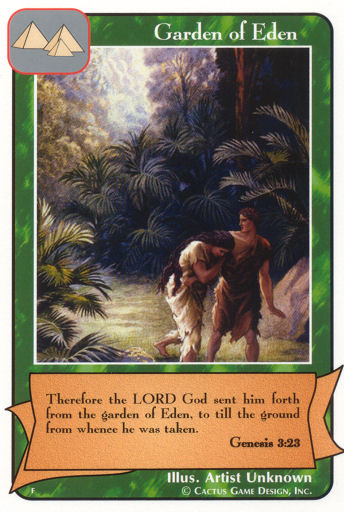 Garden of Eden
Therefore the LORD God sent him forth
from the garden of Eden, to till the ground
from whence he was taken.
Genesis 3:23
Illus. Artist Unknown
F
© CACTUS GAME DESIGN, INC.